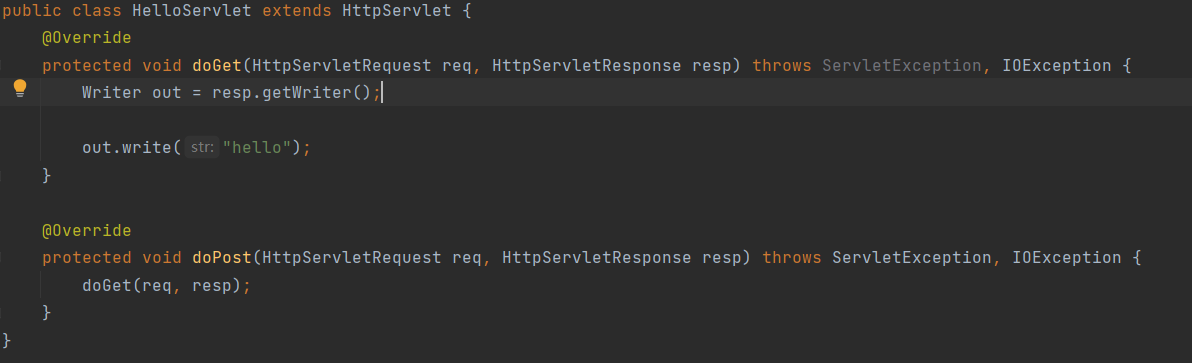 public class HelloServlet extends HttpServlet {
@Override
protected void doGet(HttpServletRequest req, HttpServletResponse resp) throws ServletException, IOException {
Writer out = resp.getWriter();
out.write( str: "hello");
}
@Override
protected void doPost(HttpServletRequest req, HttpServletResponse resp) throws ServletException, IOException {
doGet(req, resp);
}
}